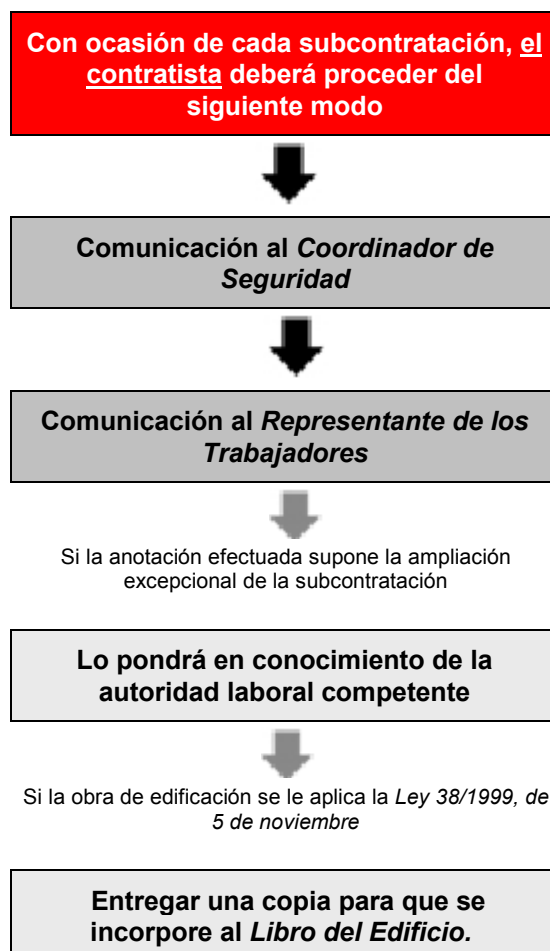 Con ocasión de cada subcontratación, el
contratista deberá proceder del
siguiente modo
Comunicación al Coordinador de
Seguridad
Comunicación al Representante de los
Trabajadores
Si la anotación efectuada supone la ampliación
excepcional de la subcontratación
Lo pondrá en conocimiento de la
autoridad laboral competente
Si la obra de edificación se le aplica la Ley 38/1999, de
5 de noviembre
Entregar una copia para que se
incorpore al Libro del Edificio.